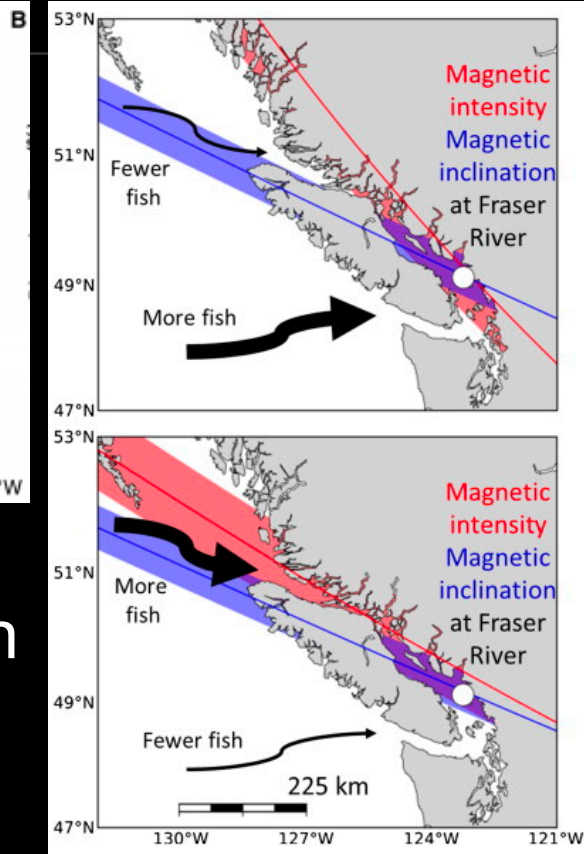 B
53°N
Magnetic
intensity
Magnetic
inclination
at Fraser
River
51°N
Fewer
fish
49°N
More fish
47°N
53°N
°W
Magnetic
intensity
Magnetic
inclination
at Fraser
River
51°N
More
fish
n
49°N
Fewer fish
225 km
47°N
130°W
127°W
124°W
121°W